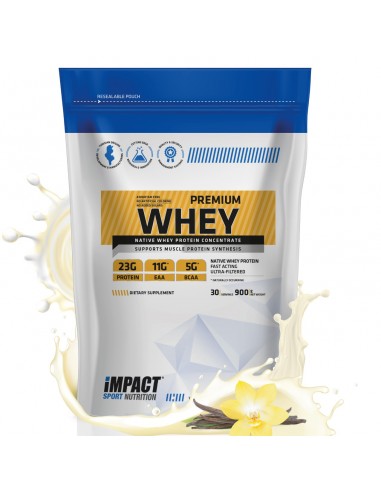 RESEALABLE POUCH
PREMIUM
WHEY
NATIVE WHEY PROTEIN CONCENTRATE
SUPPORTS MUSCLE PROTEIN SYNTHESIS
23G 11G 5G
PROTEIN EAA BCAA
NATIVE WHEY PROTEIN
FAST ACTING
ULTRA-FILTERED
DIETARY SUPPLEMENT
30 900
iMPACT®
SPORT NUTRITION